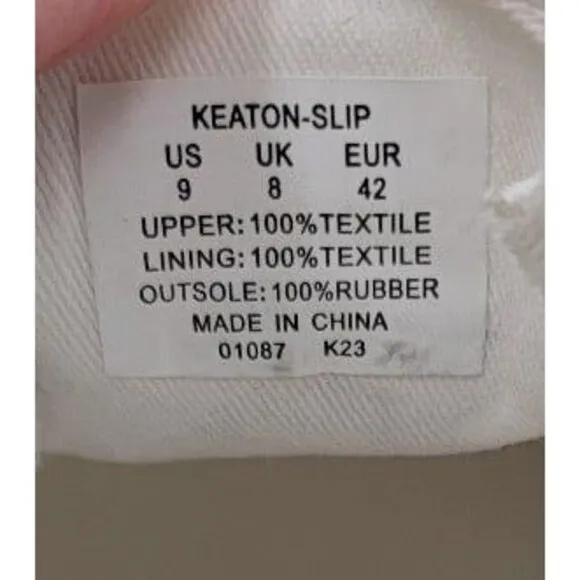 KEATON-SLIP
US UK EUR
9 8 42
UPPER: 100%TEXTILE
LINING: 100%TEXTILE
OUTSOLE: 100%RUBBER
MADE IN CHINA
01087 K23